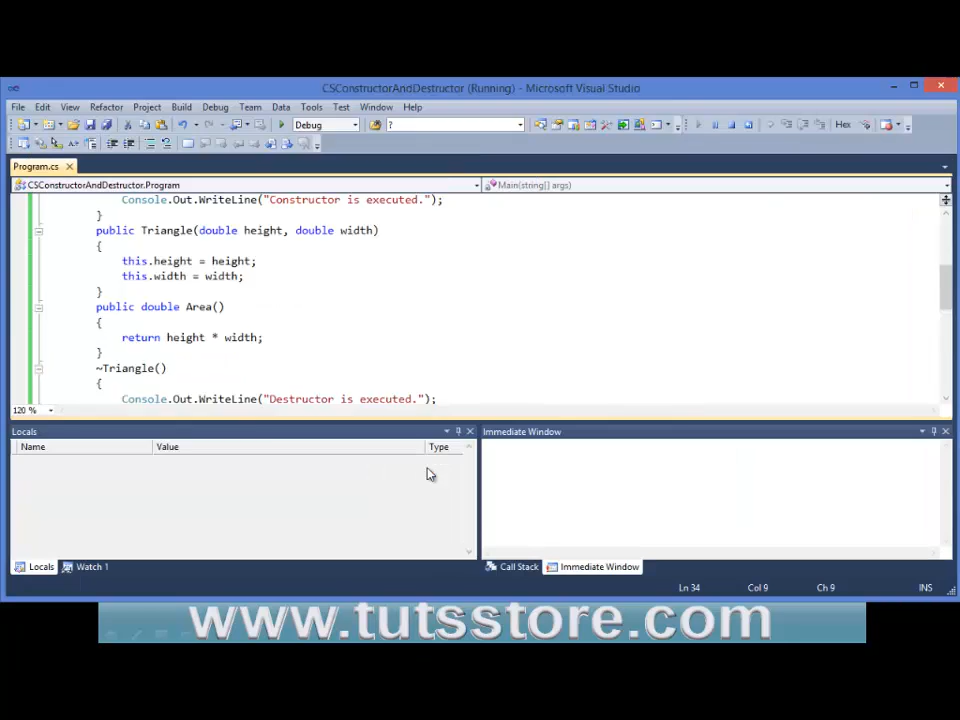 CSConstructorAndDestructor (Running) - Microsoft Visual Studio
File Edit View Refactor Project Build Debug Team Data Tools Test Window Help
Debug ? Hex
Program.cs
CSConstructorAndDestructor.Program Main(string[] args)
Console.Out.WriteLine("Constructor is executed.");
}
public Triangle(double height, double width)
{
this.height = height;
this.width = width;
}
public double Area()
{
return height * width;
}
~Triangle()
{
Console.Out.WriteLine("Destructor is executed.");
120 %
Locals Immediate Window
Name Value Type
Locals Watch 1 Call Stack Immediate Window
Ln 34 Col 9 Ch 9 INS
www.tutsstore.com